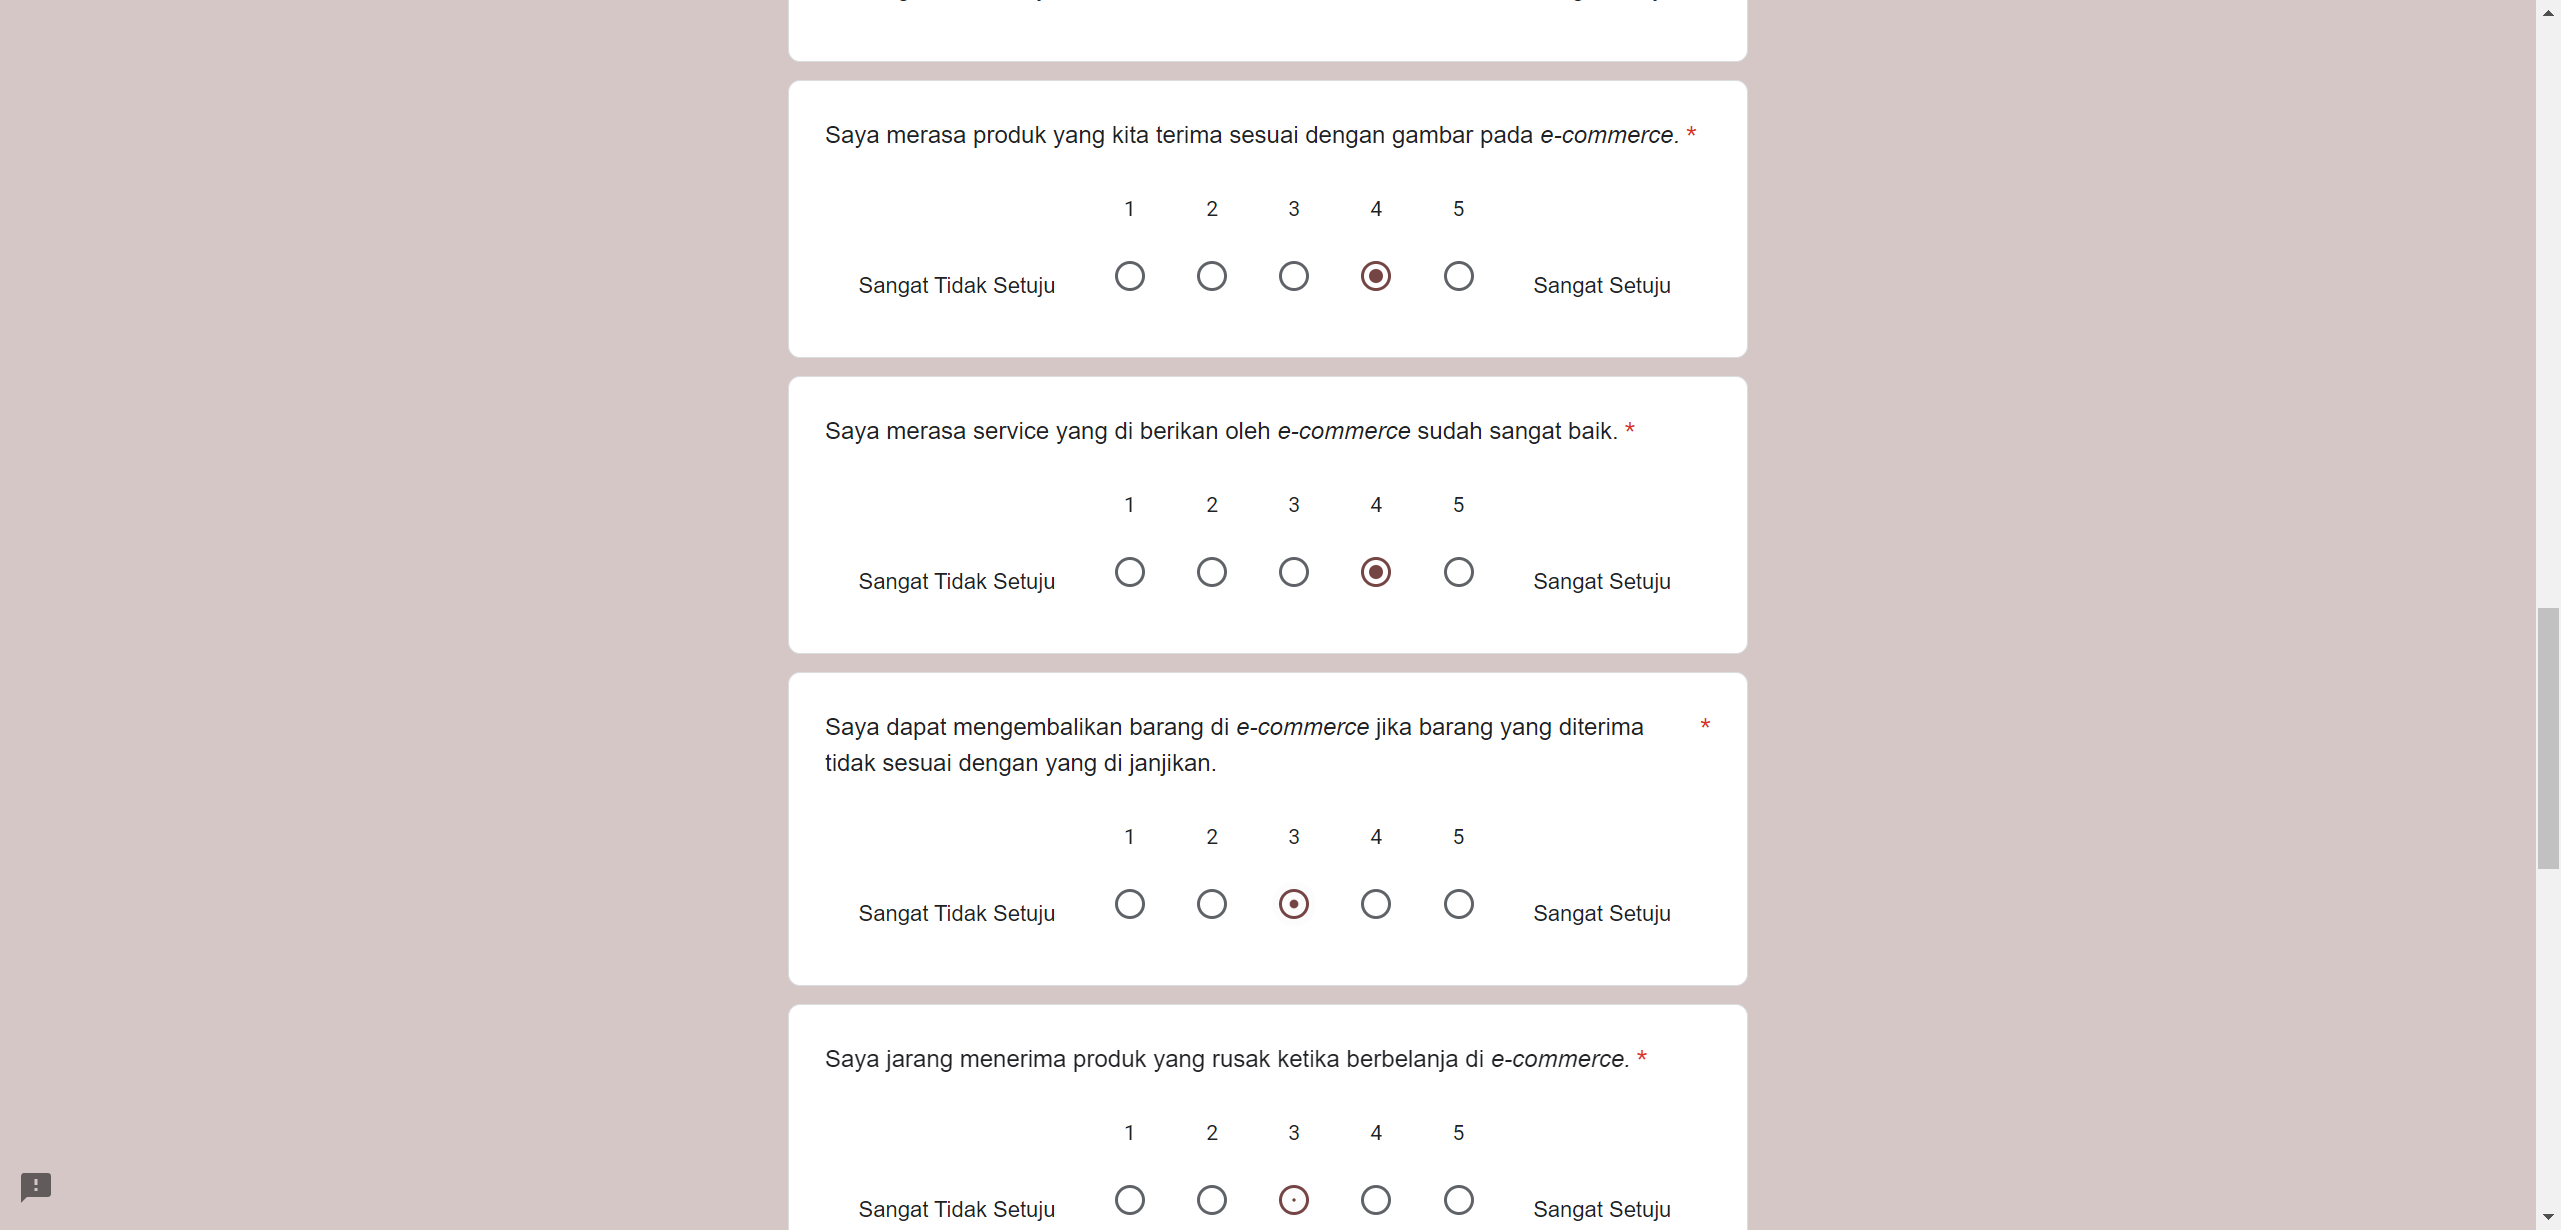 Saya merasa produk yang kita terima sesuai dengan gambar pada e-commerce. *
1 2 3 4 5
Sangat Tidak Setuju Sangat Setuju
Saya merasa service yang di berikan oleh e-commerce sudah sangat baik. *
1 2 3 4 5
Sangat Tidak Setuju Sangat Setuju
Saya dapat mengembalikan barang di e-commerce jika barang yang diterima *
tidak sesuai dengan yang di janjikan.
1 2 3 4 5
Sangat Tidak Setuju Sangat Setuju
Saya jarang menerima produk yang rusak ketika berbelanja di e-commerce. *
1 2 3 4 5
Sangat Tidak Setuju Sangat Setuju